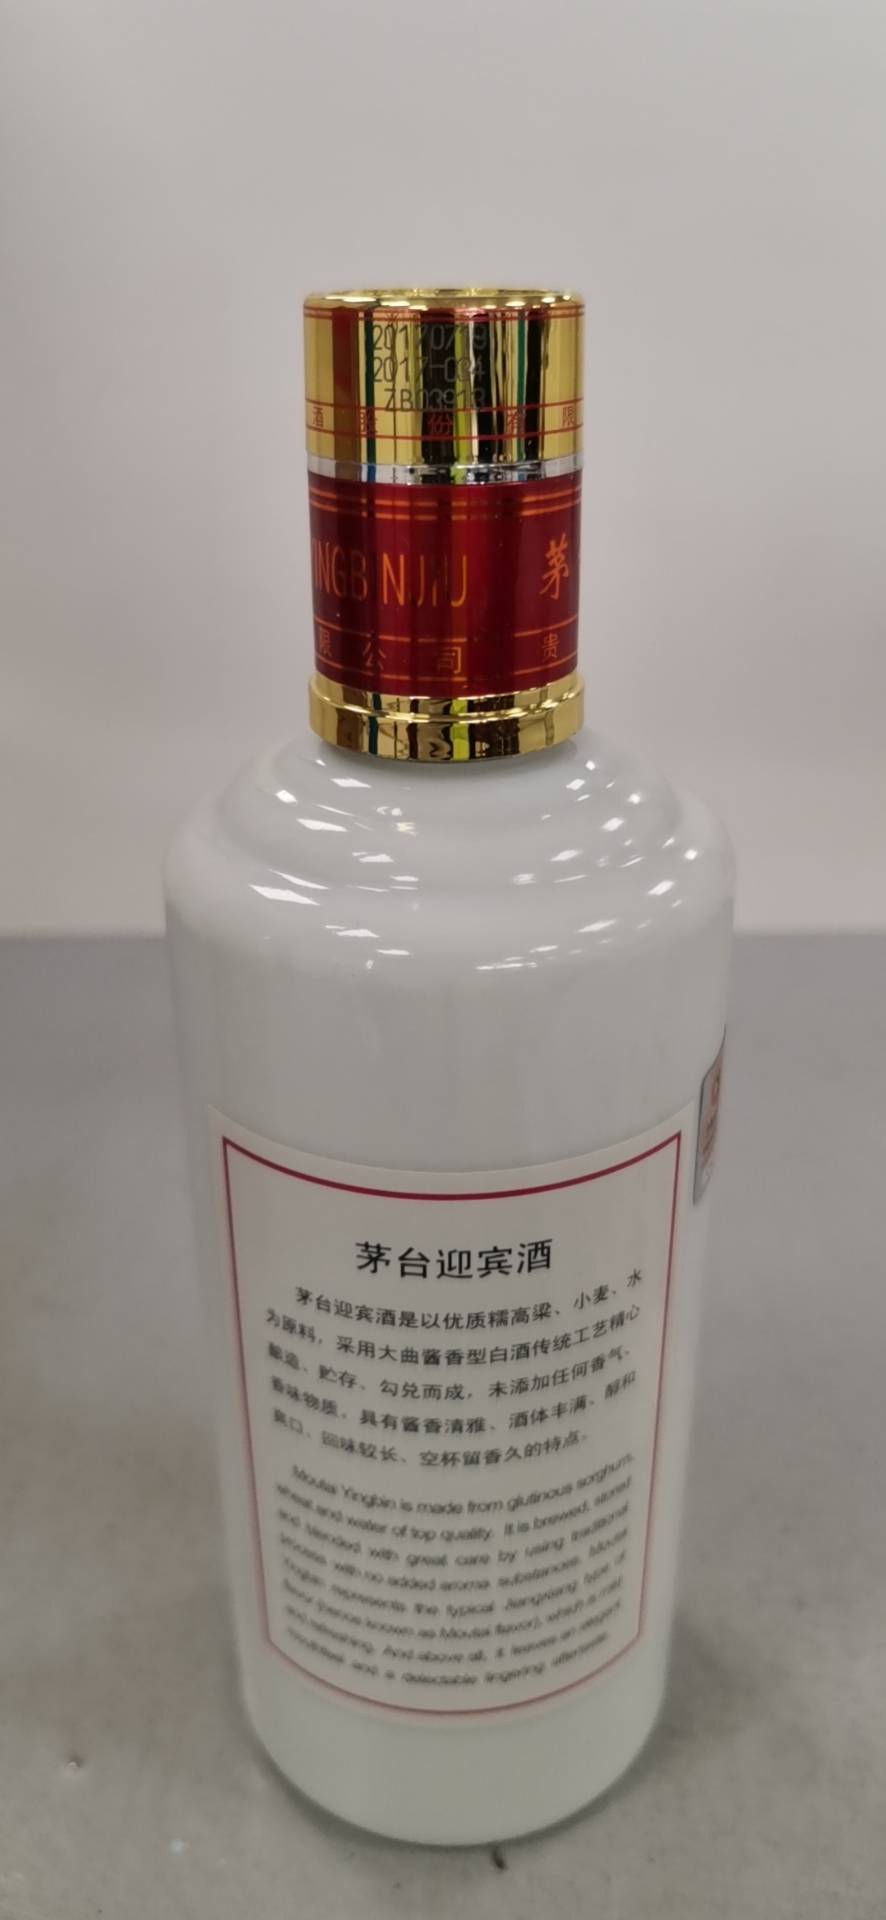 20170719
2017-034
ZB03913
酒 股 份 有 限
YINGBINJIU 茅
限 公 司 贵
茅台迎宾酒
茅台迎宾酒是以优质糯高粱、小麦、水
为原料，采用大曲酱香型白酒传统工艺精心
酿造、贮存、勾兑而成，未添加任何香气、
香味物质。具有酱香清雅、酒体丰满、醇和
爽口、回味较长、空杯留香久的特点。
Moutai Yingbin is made from glutinous sorghum,
wheat and water of top quality. It is brewed, stored
and blended with great care by using traditional
process with no added aroma substances. Moutai
Yingbin represents the typical Jiangxiang type of
flavor (hence known as Moutai flavor), which is mild
and refreshing. And above all, it leaves an elegant
mouthfeel and a delectable lingering aftertaste.